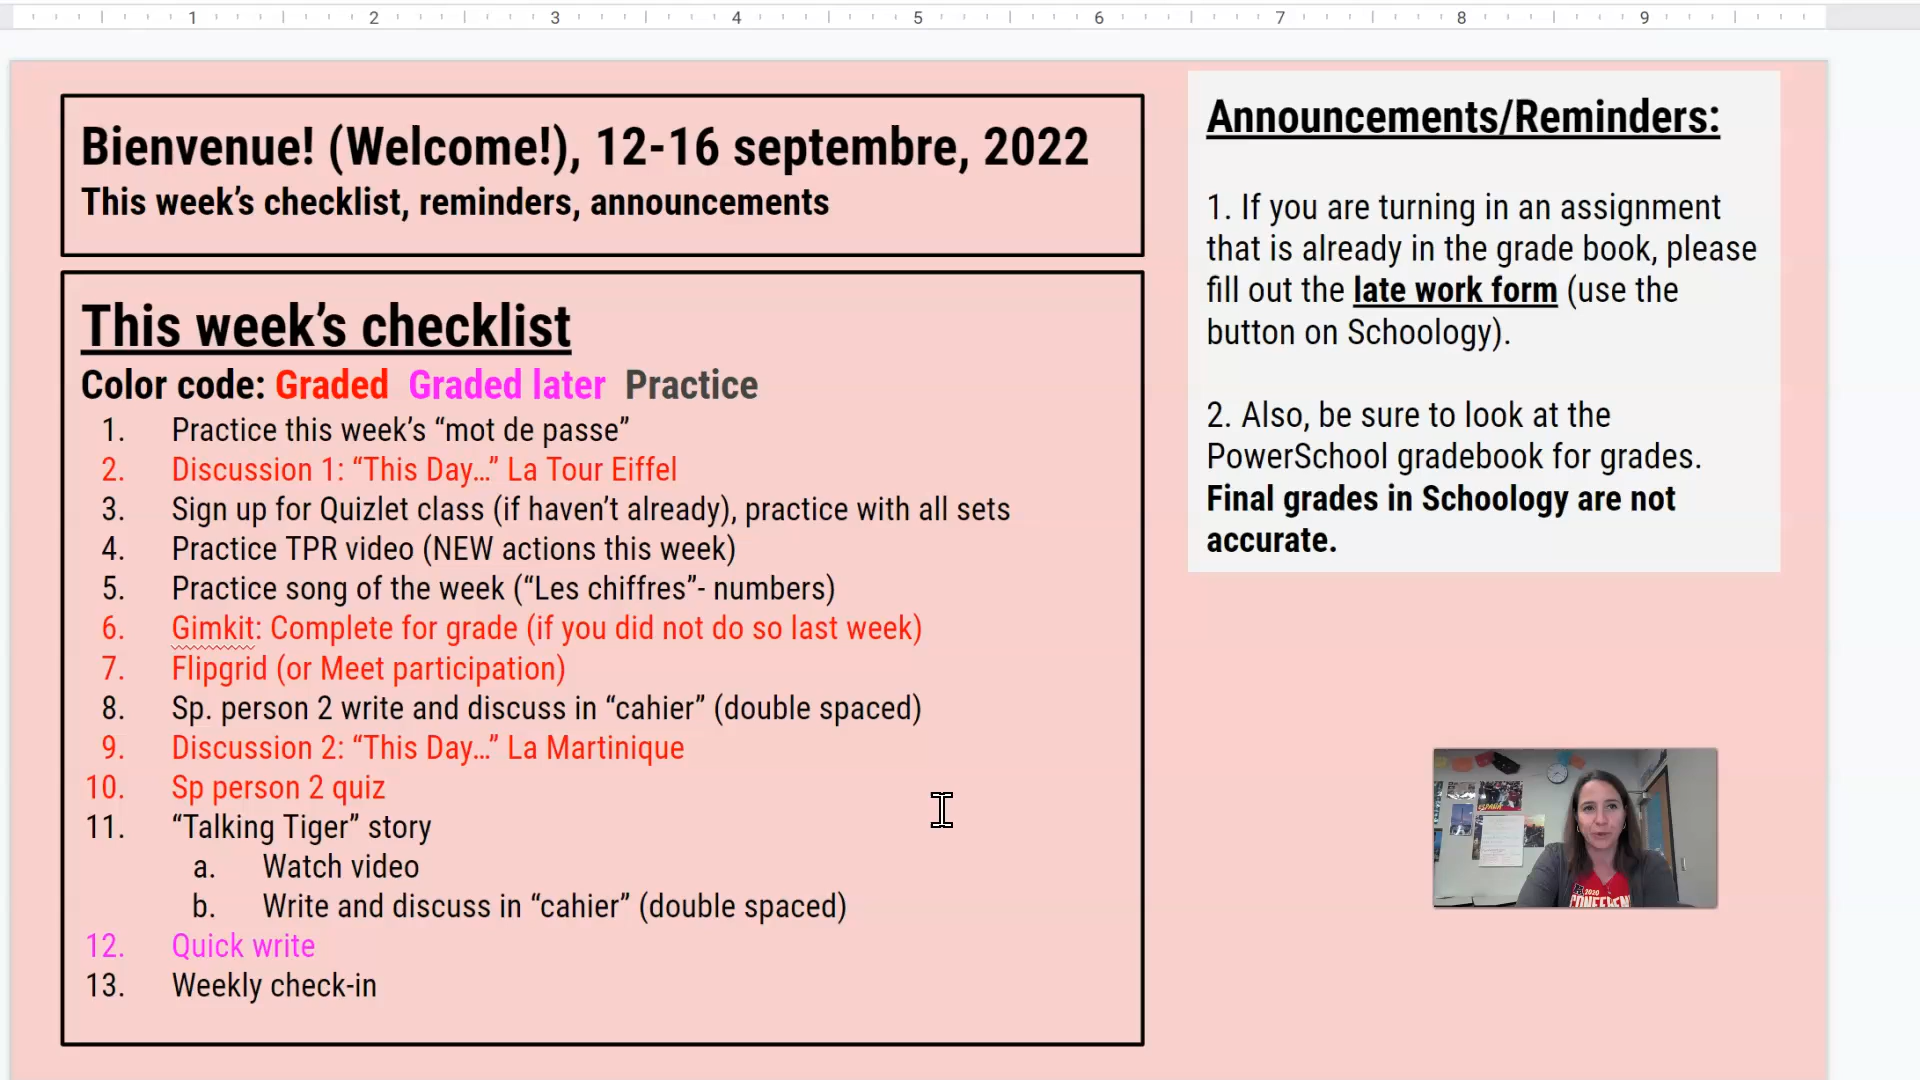 1 2 3 4 5 6 7 8 9
Bienvenue! (Welcome!), 12-16 septembre, 2022
This week’s checklist, reminders, announcements
This week’s checklist
Color code: Graded Graded later Practice
1. Practice this week’s “mot de passe”
2. Discussion 1: “This Day…” La Tour Eiffel
3. Sign up for Quizlet class (if haven’t already), practice with all sets
4. Practice TPR video (NEW actions this week)
5. Practice song of the week (“Les chiffres”- numbers)
6. Gimkit: Complete for grade (if you did not do so last week)
7. Flipgrid (or Meet participation)
8. Sp. person 2 write and discuss in “cahier” (double spaced)
9. Discussion 2: “This Day…” La Martinique
10. Sp person 2 quiz
11. “Talking Tiger” story
a. Watch video
b. Write and discuss in “cahier” (double spaced)
12. Quick write
13. Weekly check-in
Announcements/Reminders:
1. If you are turning in an assignment
that is already in the grade book, please
fill out the late work form (use the
button on Schoology).
2. Also, be sure to look at the
PowerSchool gradebook for grades.
Final grades in Schoology are not
accurate.
ESPAÑA
2020